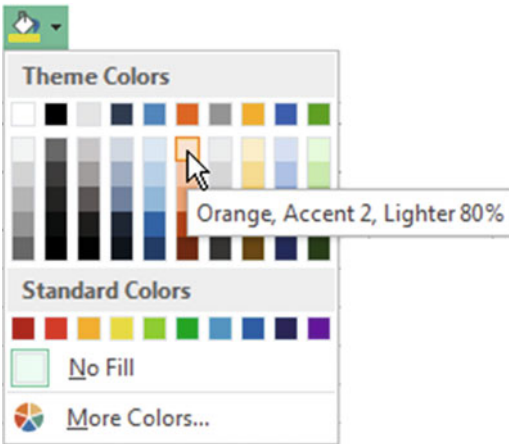 Theme Colors
Orange, Accent 2, Lighter 80%
Standard Colors
No Fill
More Colors...